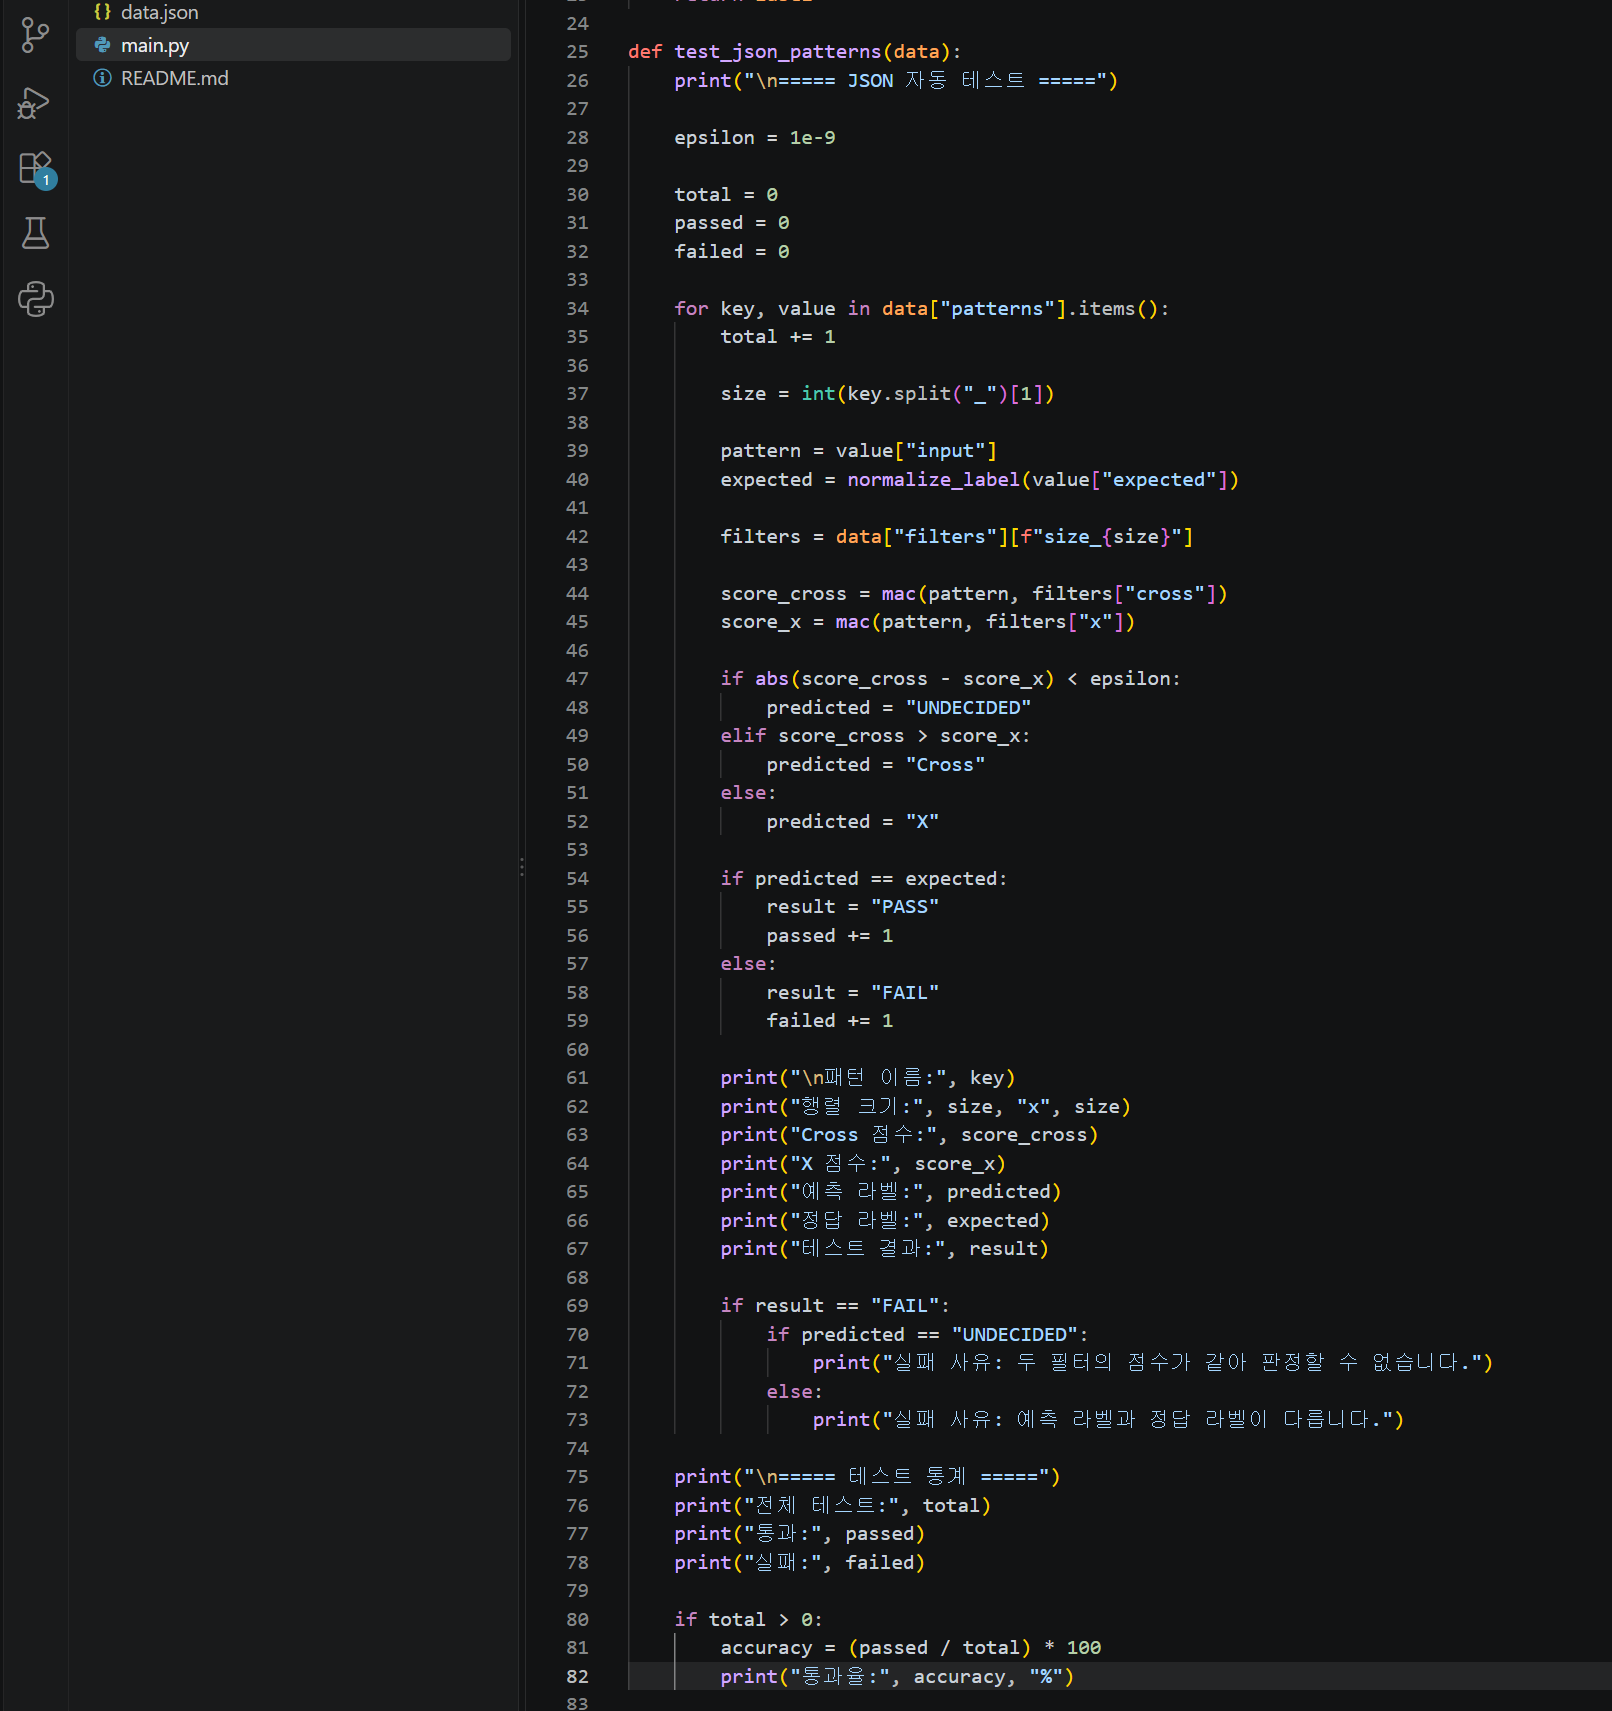 data.json
main.py
README.md
1
24
25 def test_json_patterns(data):
26     print("\n===== JSON 자동 테스트 =====")
27
28     epsilon = 1e-9
29
30     total = 0
31     passed = 0
32     failed = 0
33
34     for key, value in data["patterns"].items():
35         total += 1
36
37         size = int(key.split("_")[1])
38
39         pattern = value["input"]
40         expected = normalize_label(value["expected"])
41
42         filters = data["filters"][f"size_{size}"]
43
44         score_cross = mac(pattern, filters["cross"])
45         score_x = mac(pattern, filters["x"])
46
47         if abs(score_cross - score_x) < epsilon:
48             predicted = "UNDECIDED"
49         elif score_cross > score_x:
50             predicted = "Cross"
51         else:
52             predicted = "X"
53
54         if predicted == expected:
55             result = "PASS"
56             passed += 1
57         else:
58             result = "FAIL"
59             failed += 1
60
61         print("\n패턴 이름:", key)
62         print("행렬 크기:", size, "x", size)
63         print("Cross 점수:", score_cross)
64         print("X 점수:", score_x)
65         print("예측 라벨:", predicted)
66         print("정답 라벨:", expected)
67         print("테스트 결과:", result)
68
69         if result == "FAIL":
70             if predicted == "UNDECIDED":
71                 print("실패 사유: 두 필터의 점수가 같아 판정할 수 없습니다.")
72             else:
73                 print("실패 사유: 예측 라벨과 정답 라벨이 다릅니다.")
74
75     print("\n===== 테스트 통계 =====")
76     print("전체 테스트:", total)
77     print("통과:", passed)
78     print("실패:", failed)
79
80     if total > 0:
81         accuracy = (passed / total) * 100
82         print("통과율:", accuracy, "%")
83